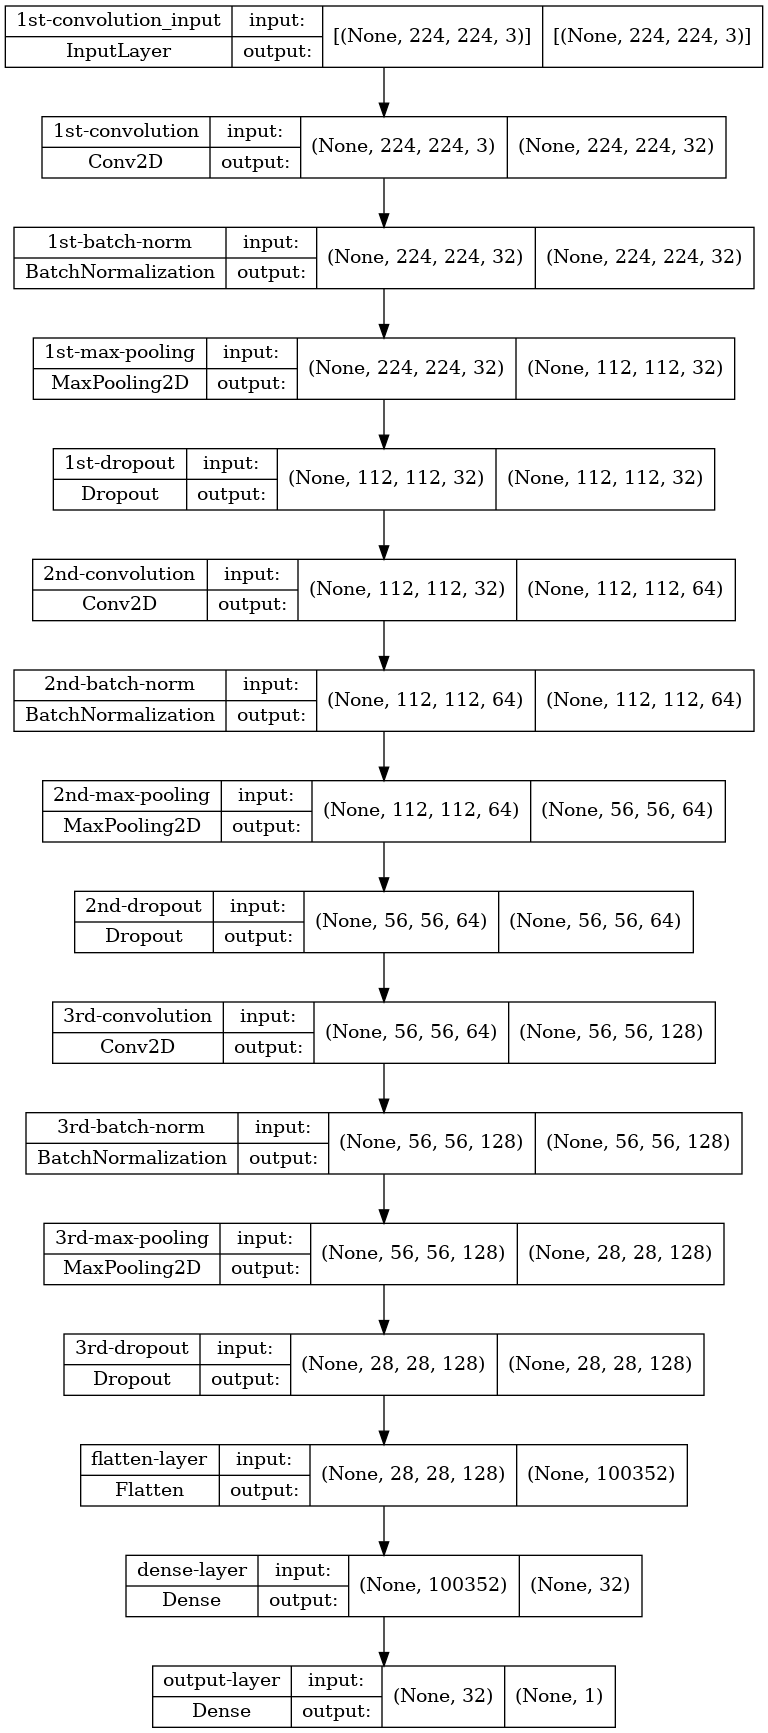 1st-convolution_input input: [(None, 224, 224, 3)] [(None, 224, 224, 3)]
InputLayer output:
1st-convolution input: (None, 224, 224, 3) (None, 224, 224, 32)
Conv2D output:
1st-batch-norm input: (None, 224, 224, 32) (None, 224, 224, 32)
BatchNormalization output:
1st-max-pooling input: (None, 224, 224, 32) (None, 112, 112, 32)
MaxPooling2D output:
1st-dropout input: (None, 112, 112, 32) (None, 112, 112, 32)
Dropout output:
2nd-convolution input: (None, 112, 112, 32) (None, 112, 112, 64)
Conv2D output:
2nd-batch-norm input: (None, 112, 112, 64) (None, 112, 112, 64)
BatchNormalization output:
2nd-max-pooling input: (None, 112, 112, 64) (None, 56, 56, 64)
MaxPooling2D output:
2nd-dropout input: (None, 56, 56, 64) (None, 56, 56, 64)
Dropout output:
3rd-convolution input: (None, 56, 56, 64) (None, 56, 56, 128)
Conv2D output:
3rd-batch-norm input: (None, 56, 56, 128) (None, 56, 56, 128)
BatchNormalization output:
3rd-max-pooling input: (None, 56, 56, 128) (None, 28, 28, 128)
MaxPooling2D output:
3rd-dropout input: (None, 28, 28, 128) (None, 28, 28, 128)
Dropout output:
flatten-layer input: (None, 28, 28, 128) (None, 100352)
Flatten output:
dense-layer input: (None, 100352) (None, 32)
Dense output:
output-layer input: (None, 32) (None, 1)
Dense output: